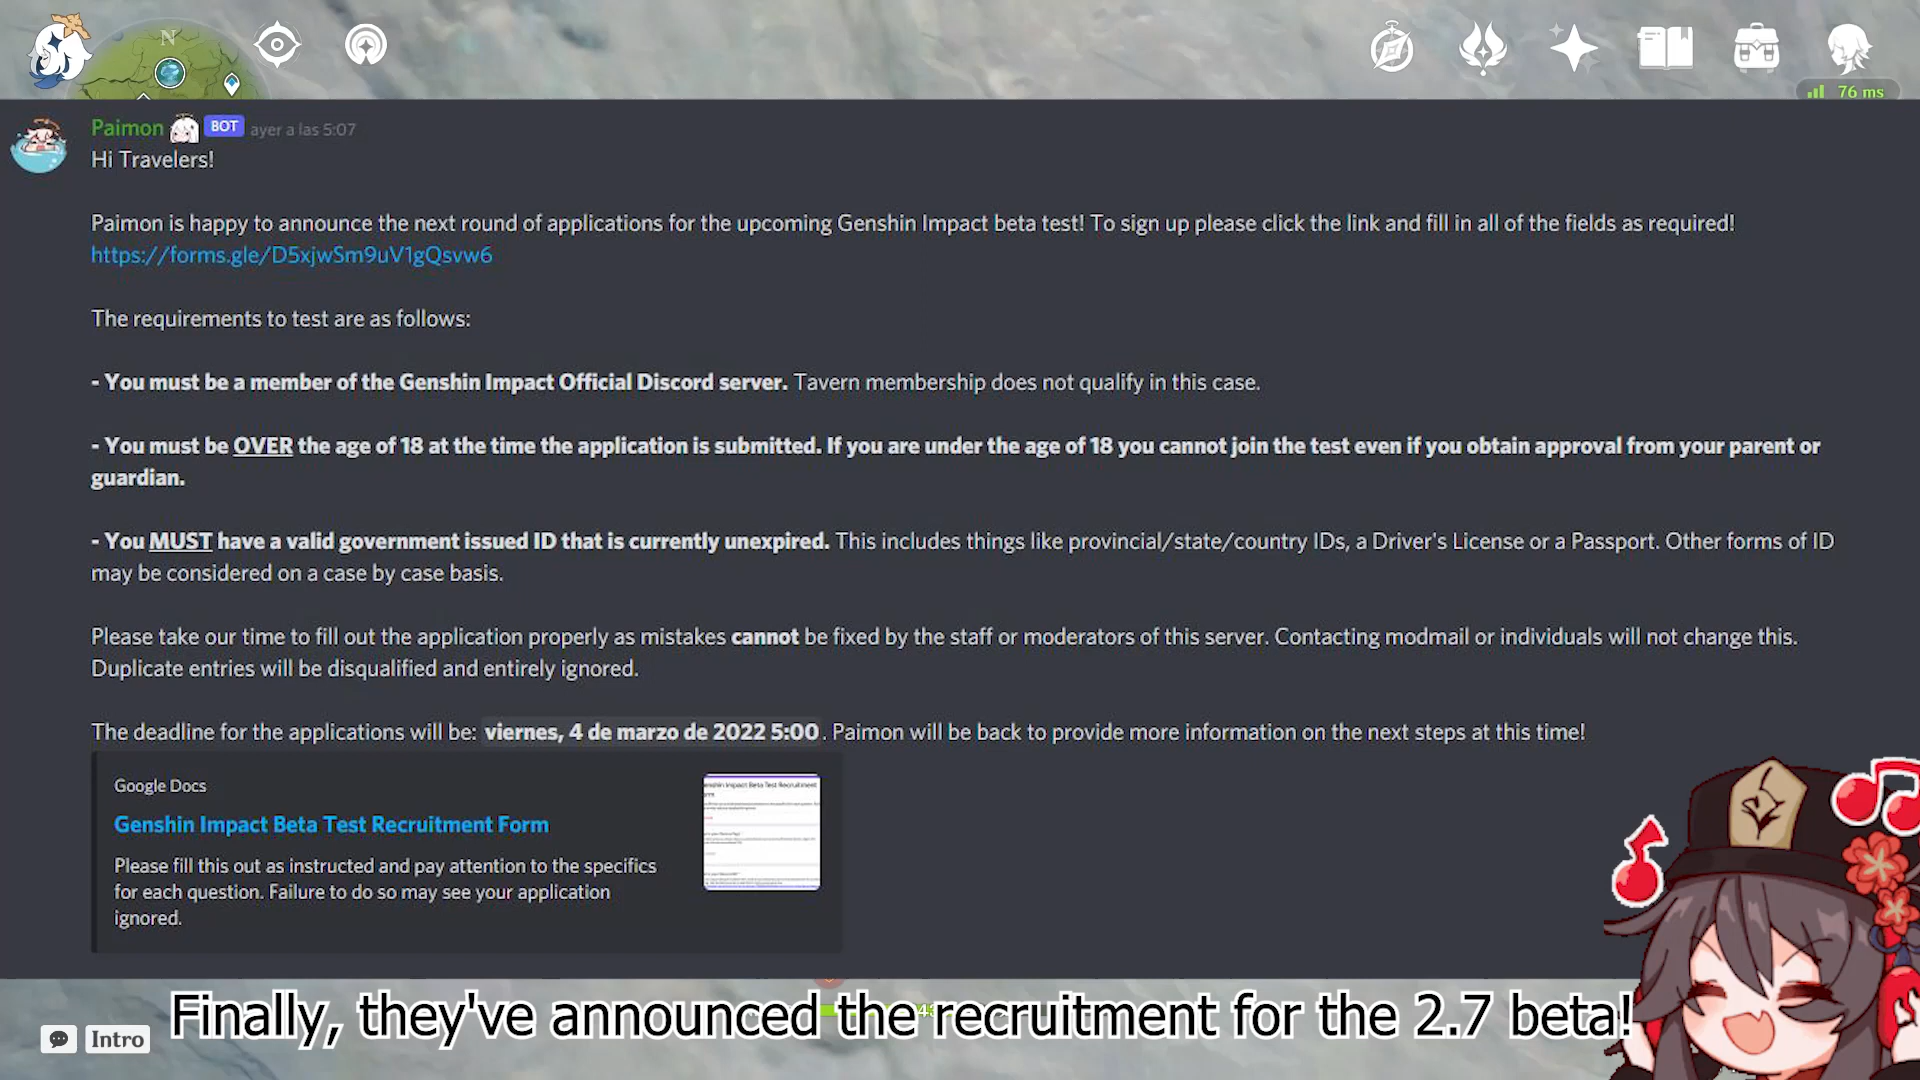 N
76 ms
Paimon BOT ayer a las 5:07
Hi Travelers!
Paimon is happy to announce the next round of applications for the upcoming Genshin Impact beta test! To sign up please click the link and fill in all of the fields as required!
https://forms.gle/D5xjwSm9uV1gQsvw6
The requirements to test are as follows:
- You must be a member of the Genshin Impact Official Discord server. Tavern membership does not qualify in this case.
- You must be OVER the age of 18 at the time the application is submitted. If you are under the age of 18 you cannot join the test even if you obtain approval from your parent or
guardian.
- You MUST have a valid government issued ID that is currently unexpired. This includes things like provincial/state/country IDs, a Driver's License or a Passport. Other forms of ID
may be considered on a case by case basis.
Please take our time to fill out the application properly as mistakes cannot be fixed by the staff or moderators of this server. Contacting modmail or individuals will not change this.
Duplicate entries will be disqualified and entirely ignored.
The deadline for the applications will be: viernes, 4 de marzo de 2022 5:00. Paimon will be back to provide more information on the next steps at this time!
Google Docs
Genshin Impact Beta Test Recruitment Form
Please fill this out as instructed and pay attention to the specifics
for each question. Failure to do so may see your application
ignored.
Finally, they've announced the recruitment for the 2.7 beta!
Intro